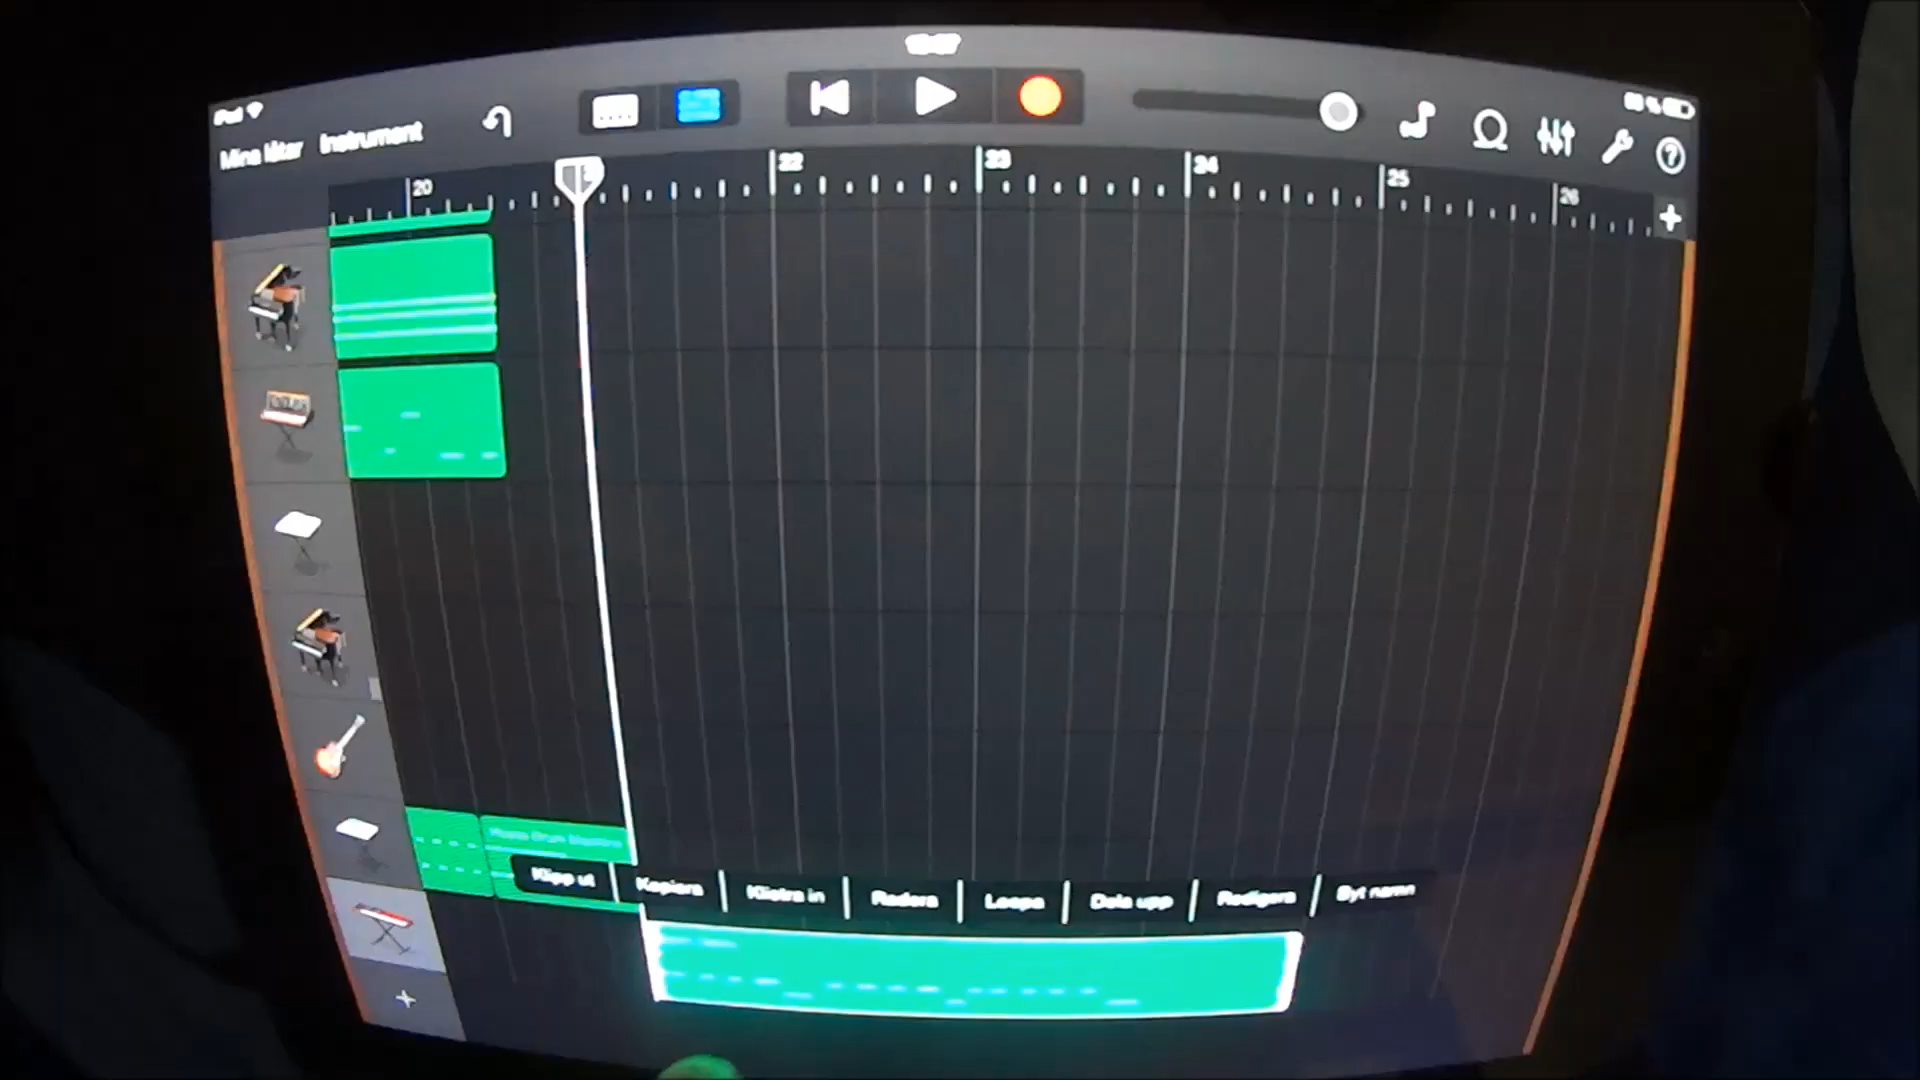 iPad
Mina låtar Instrument
20 22 23 24 25 26
Klipp ut Kopiera Klistra in Radera Loopa Dela upp Redigera Byt namn